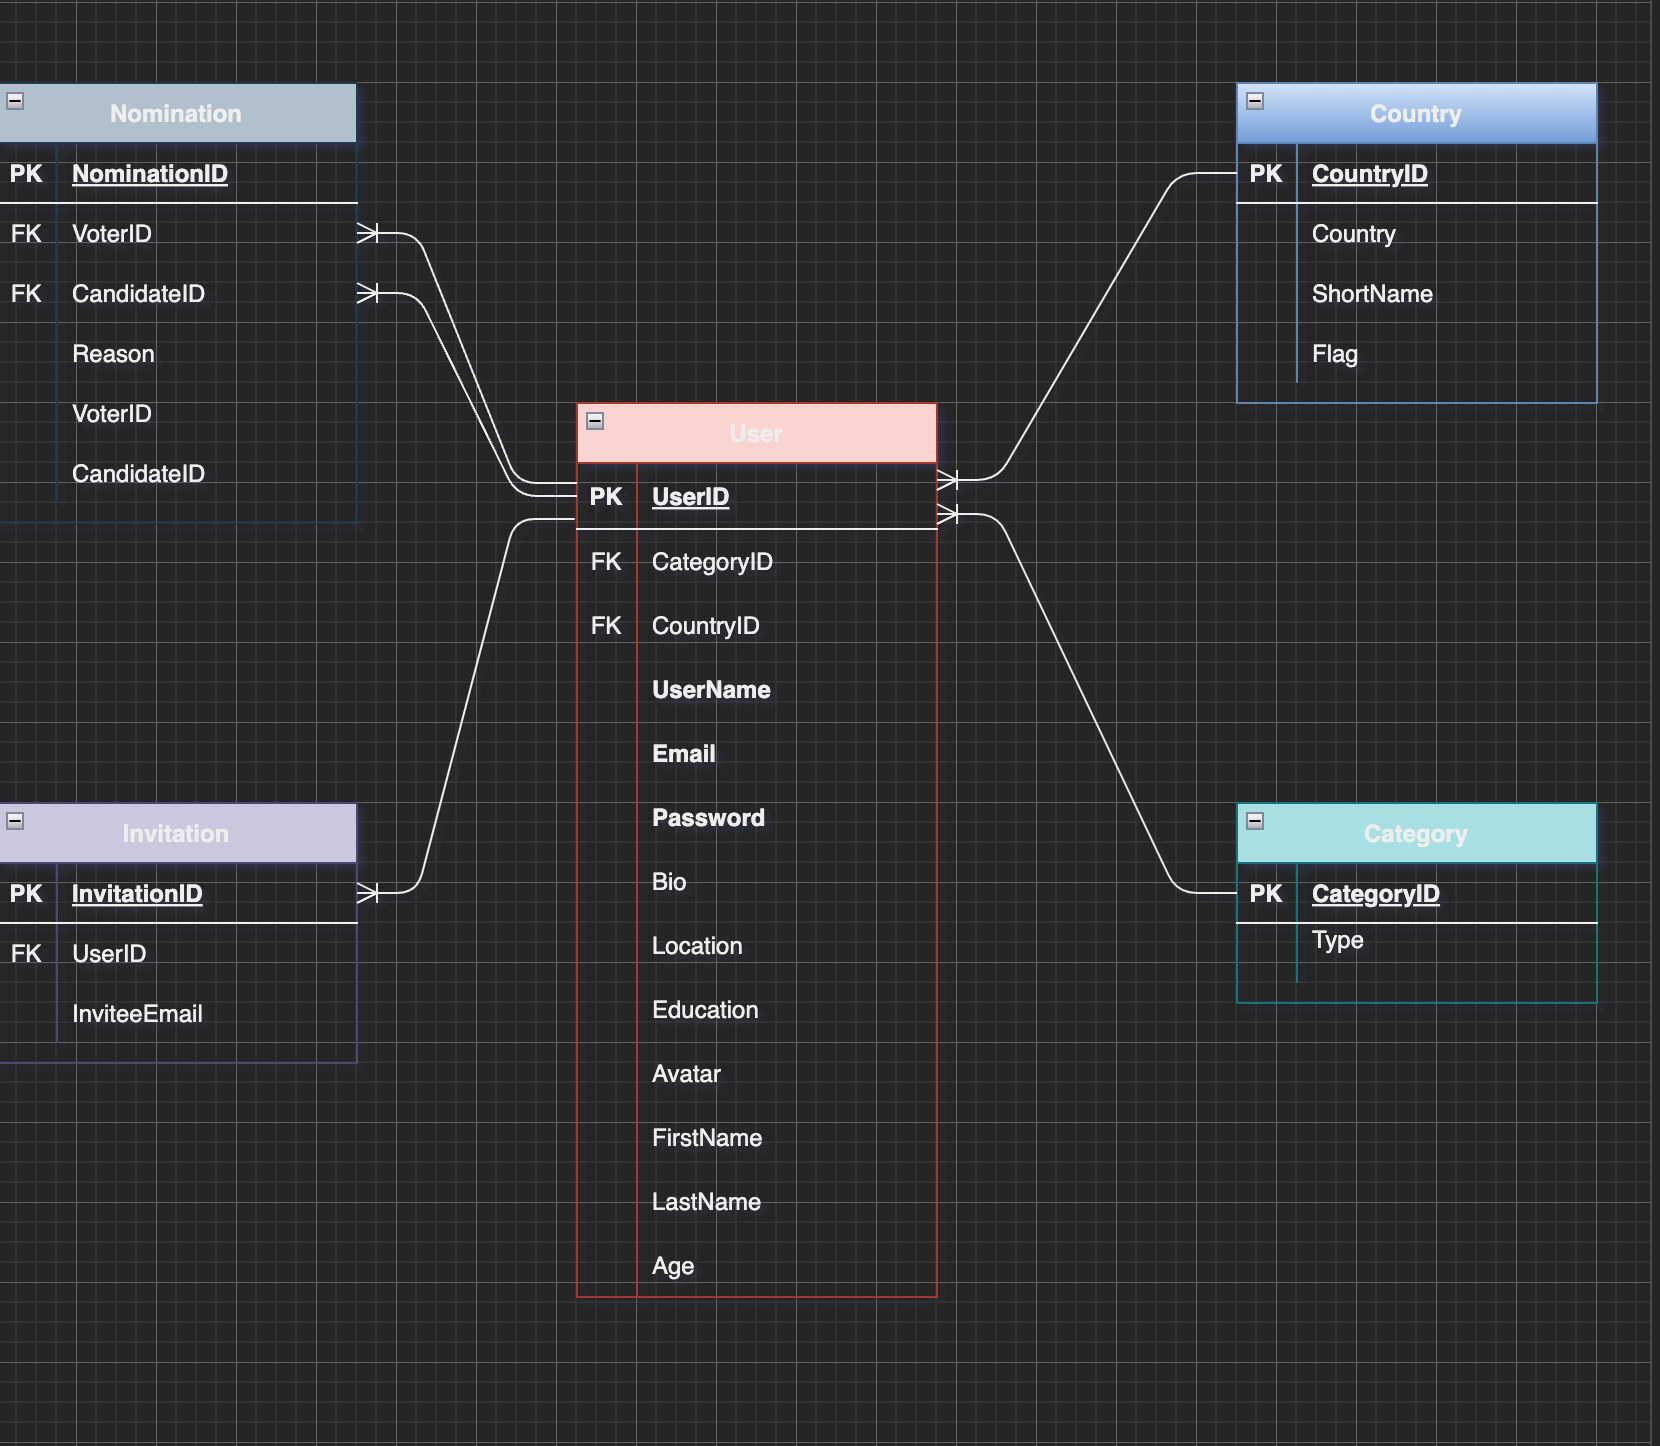 Nomination
PK NominationID
FK VoterID
FK CandidateID
Reason
VoterID
CandidateID
Country
PK CountryID
Country
ShortName
Flag
User
PK UserID
FK CategoryID
FK CountryID
UserName
Email
Password
Bio
Location
Education
Avatar
FirstName
LastName
Age
Invitation
PK InvitationID
FK UserID
InviteeEmail
Category
PK CategoryID
Type